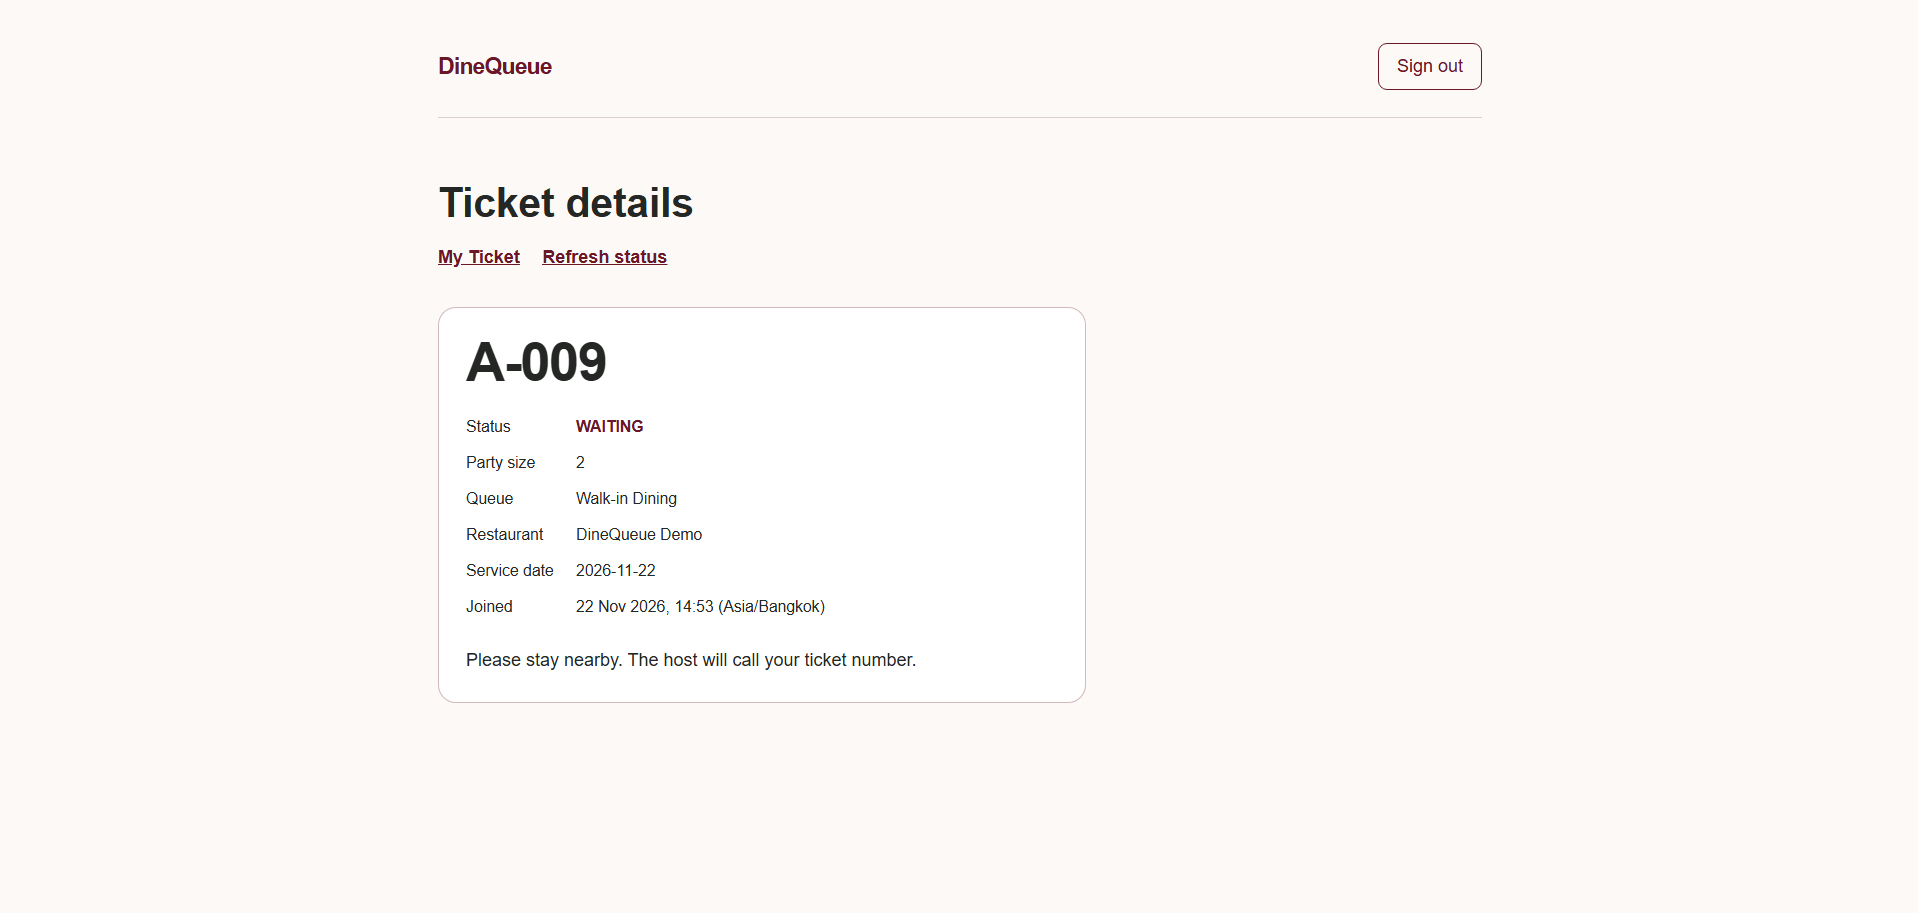 DineQueue
Sign out
Ticket details
My Ticket Refresh status
A-009
Status WAITING
Party size 2
Queue Walk-in Dining
Restaurant DineQueue Demo
Service date 2026-11-22
Joined 22 Nov 2026, 14:53 (Asia/Bangkok)
Please stay nearby. The host will call your ticket number.